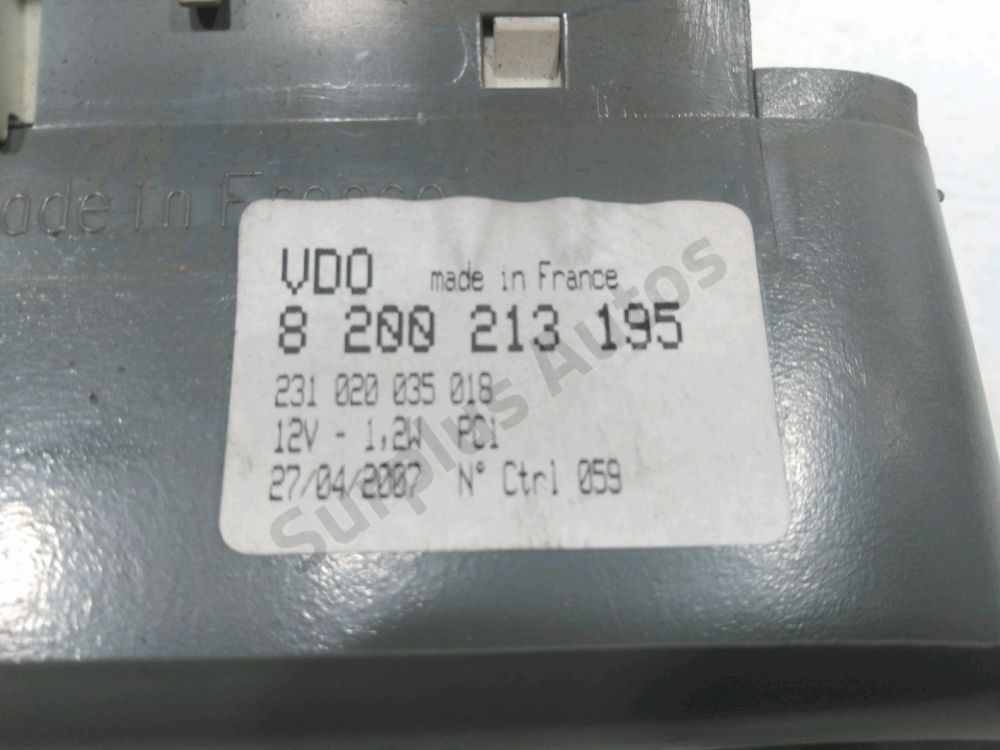 made in France
VDO made in France
8 200 213 195
231 020 035 018
12V - 1,2W PC1
27/04/2007 N° Ctrl 059
Surplus Autos